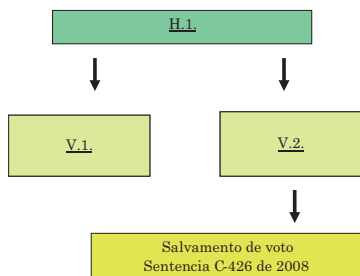 H.1.
V.1.
V.2.
Salvamento de voto
Sentencia C-426 de 2008